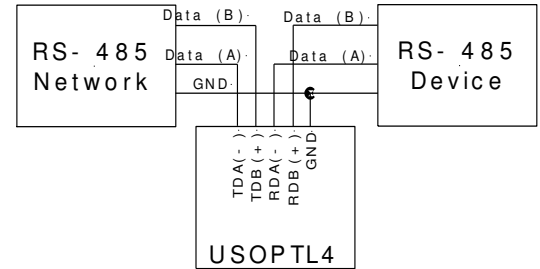 Data (B)
Data (B)
RS- 485
Network
Data (A)
Data (A)
RS- 485
Device
GND
TDA(-)
TDB(+)
RDA(-)
RDB(+)
GND
USOPTL4